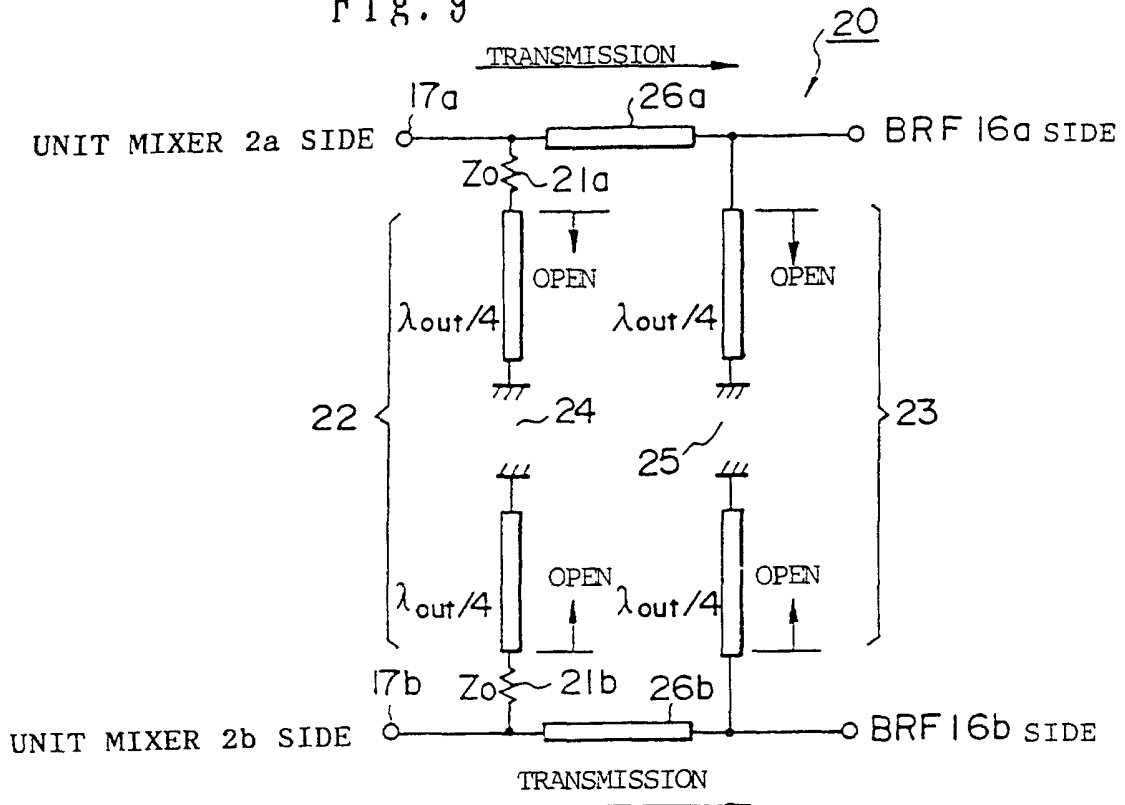 Fig. 9
20
TRANSMISSION
17a
26a
UNIT MIXER 2a SIDE
BRF 16a SIDE
Zo
21a
OPEN
OPEN
λout/4
λout/4
22
24
25
23
λout/4
OPEN
λout/4
OPEN
17b
Zo
21b
26b
UNIT MIXER 2b SIDE
BRF 16b SIDE
TRANSMISSION